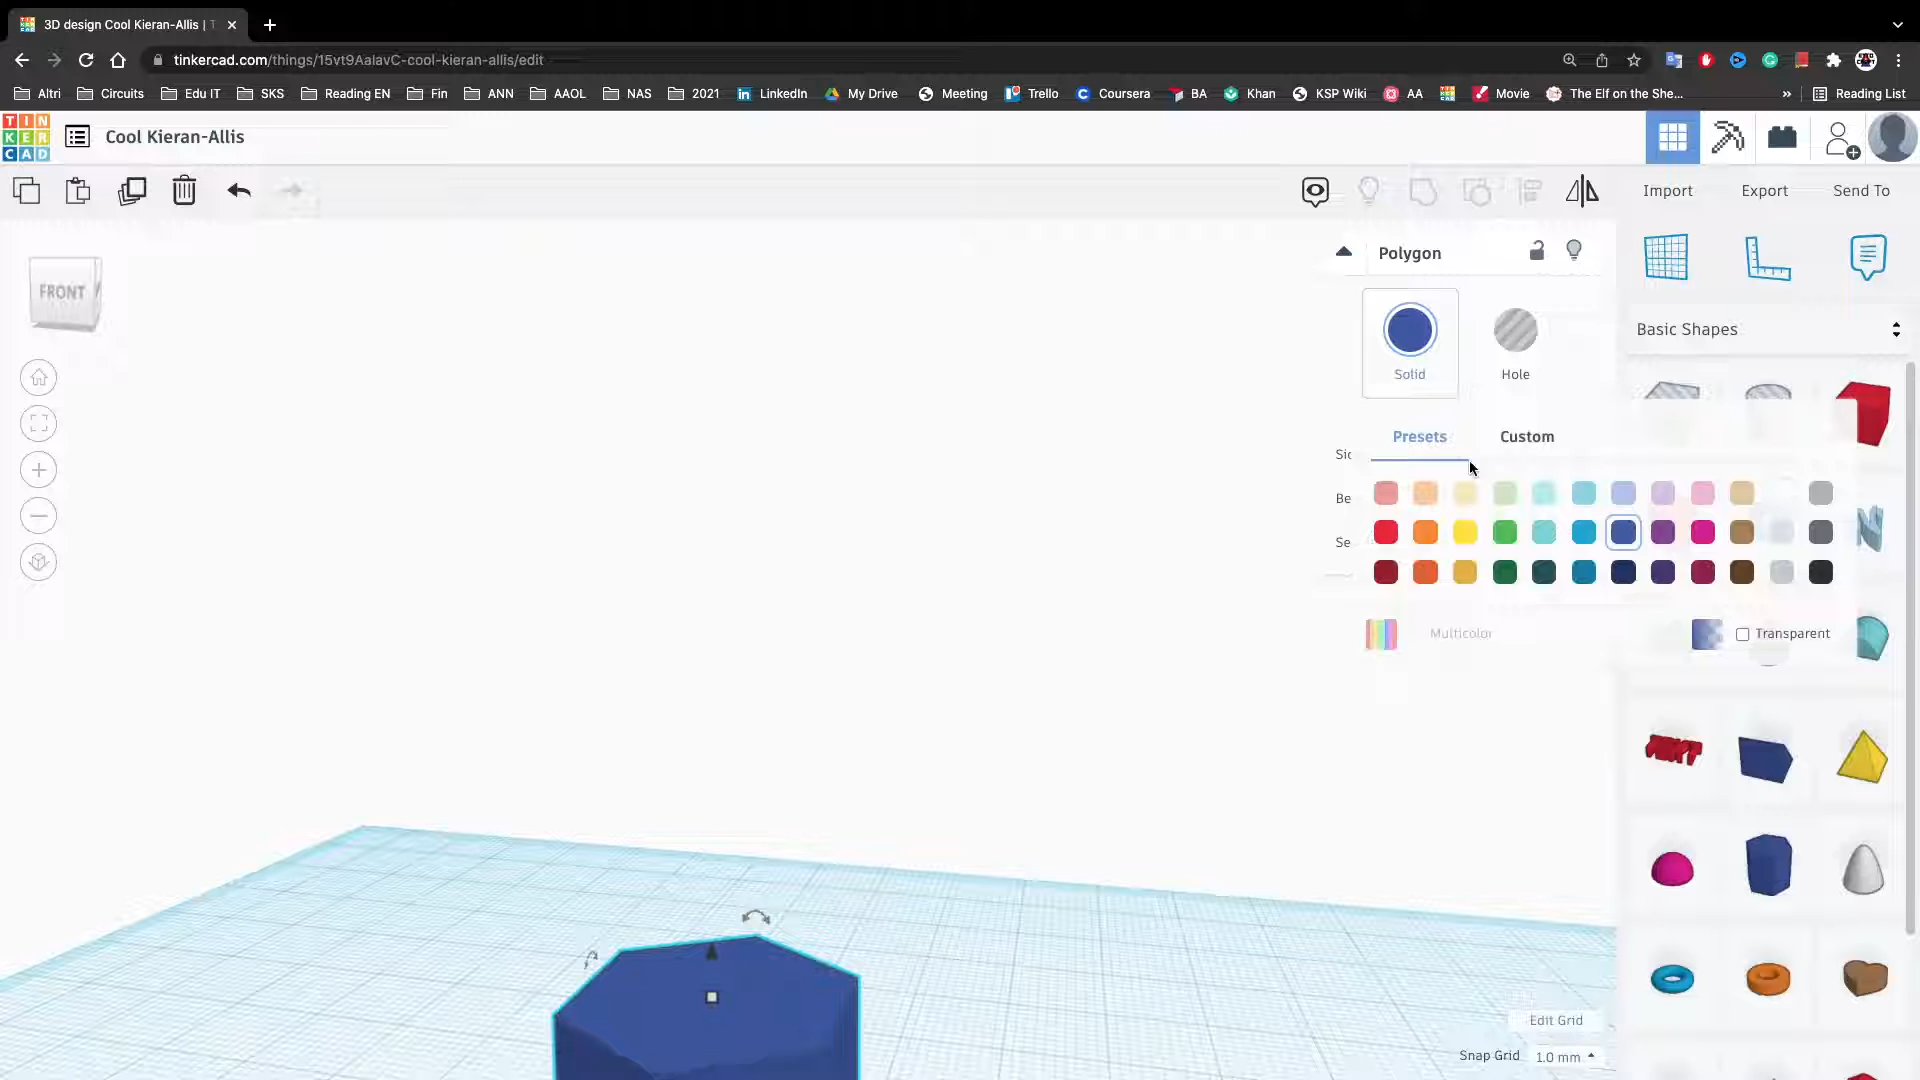 3D design Cool Kieran-Allis | T
tinkercad.com/things/15vt9AalavC-cool-kieran-allis/edit
Altri
Circuits
Edu IT
SKS
Reading EN
Fin
ANN
AAOL
NAS
2021
LinkedIn
My Drive
Meeting
Trello
Coursera
BA
Khan
KSP Wiki
AA
Movie
The Elf on the She...
»
Reading List
TIN
KER
CAD
Cool Kieran-Allis
Import
Export
Send To
FRONT
Polygon
Solid
Hole
Basic Shapes
Presets
Custom
Sic
Be
Se
Multicolor
Transparent
Edit Grid
Snap Grid
1.0 mm